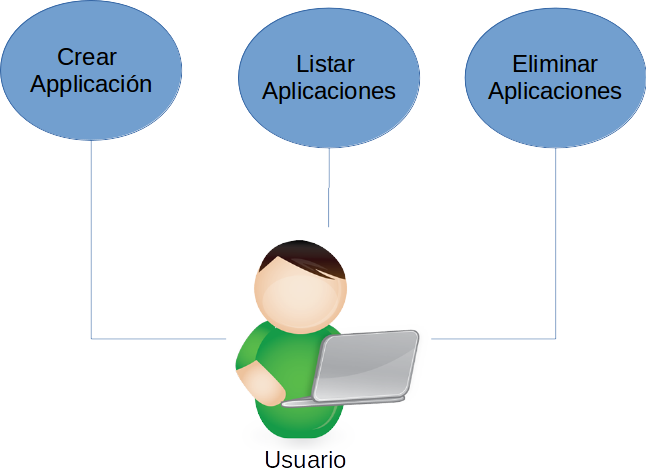 Crear
Applicación
Listar
Aplicaciones
Eliminar
Aplicaciones
Usuario